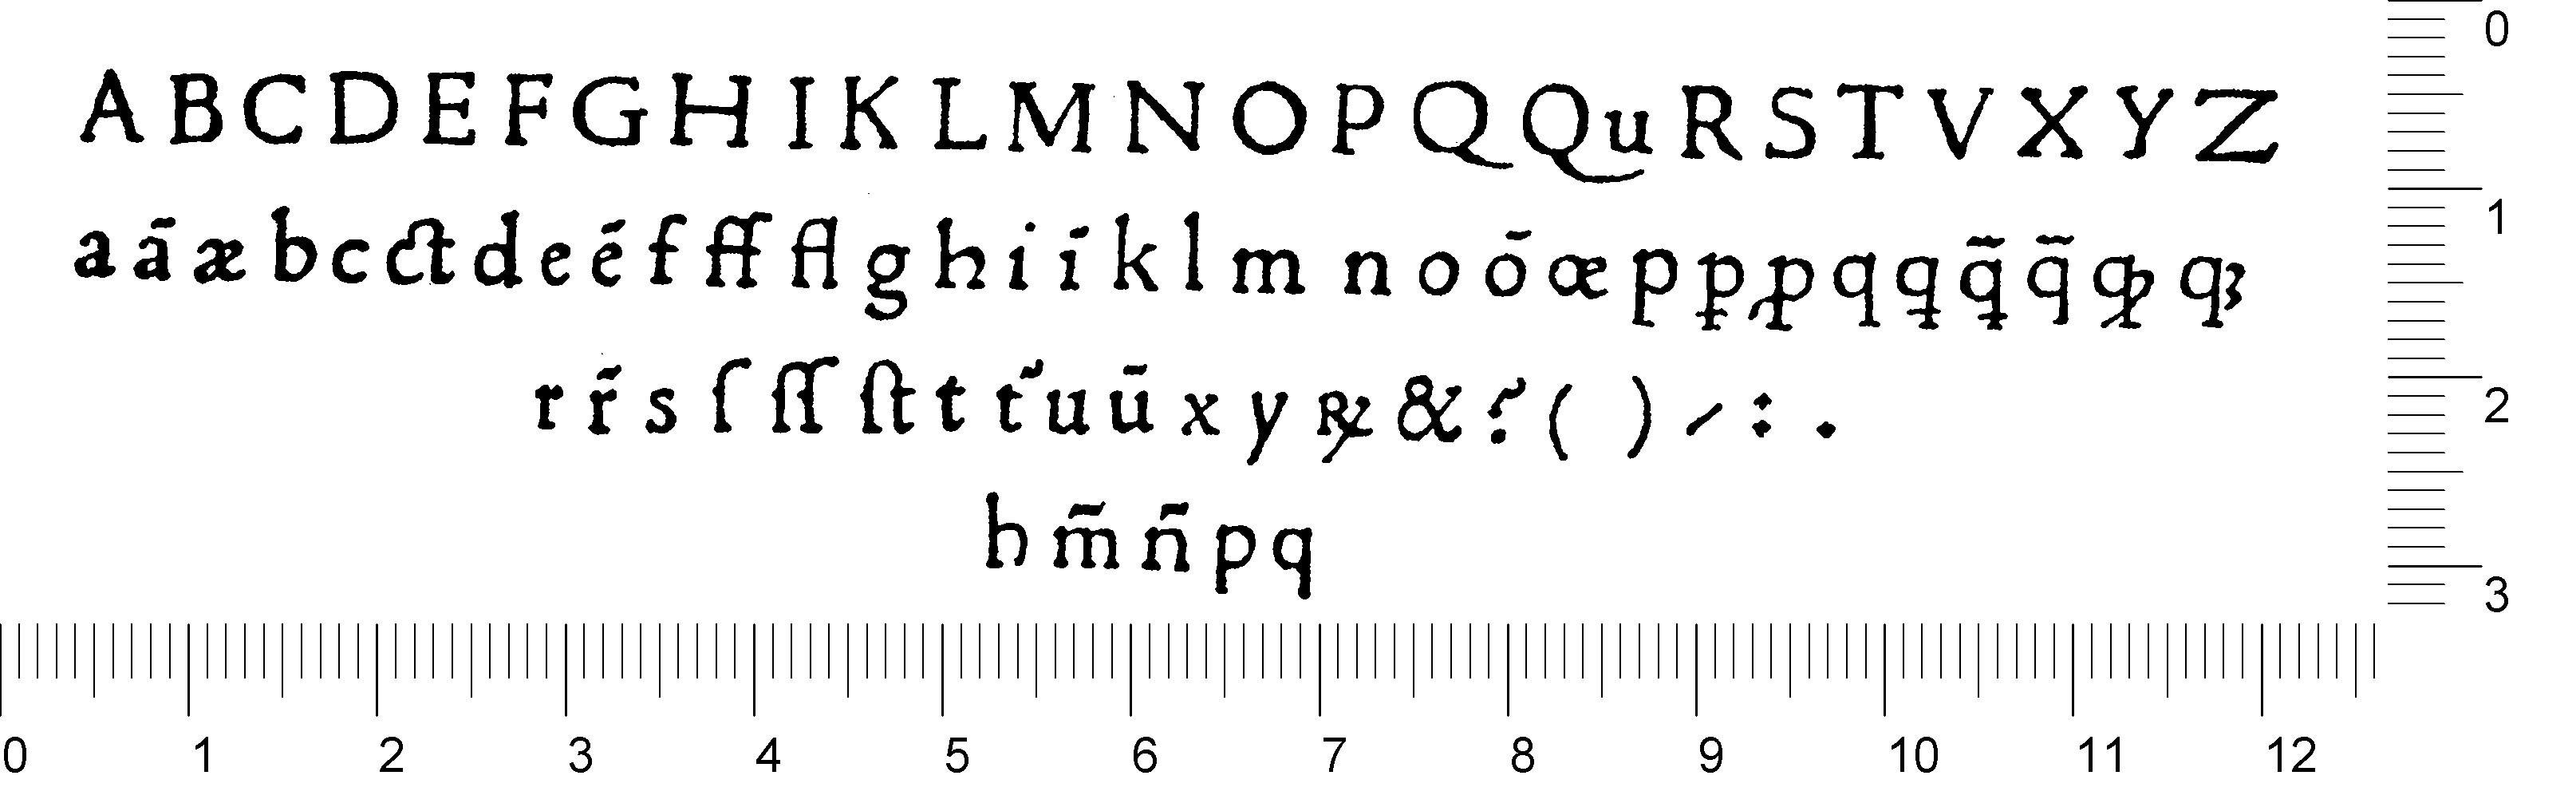 A B C D E F G H I K L M N O P Q Qu R S T V X Y Z
a ā æ b c ct d e ē f ff fl g h i ī k l m n o ō œ p ꝑ ꝓ q ꝗ ꝗ̄ q̄ ꝙ qꝫ
r r̄ s ſ ſſ ſt t t̄ u ū x y ꝶ & ? ( ) / : .
h m̄ n̄ p q
0 1 2 3 4 5 6 7 8 9 10 11 12
0
1
2
3